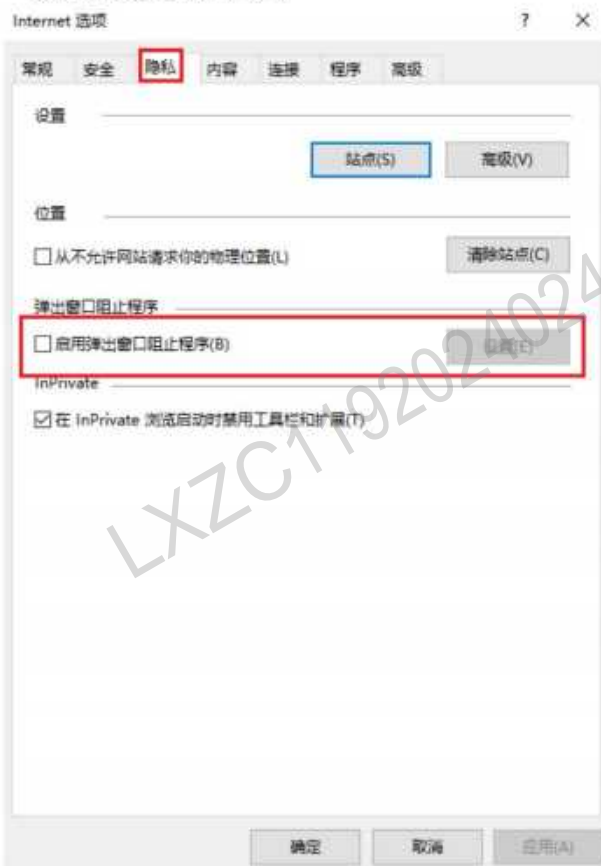 Internet 选项 ? ×
常规 安全 隐私 内容 连接 程序 高级
设置
站点(S) 高级(V)
位置
从不允许网站请求你的物理位置(L) 清除站点(C)
弹出窗口阻止程序
启用弹出窗口阻止程序(B) 设置(E)
InPrivate
在 InPrivate 浏览启动时禁用工具栏和扩展(T)
LXZC1192024024
确定 取消 应用(A)